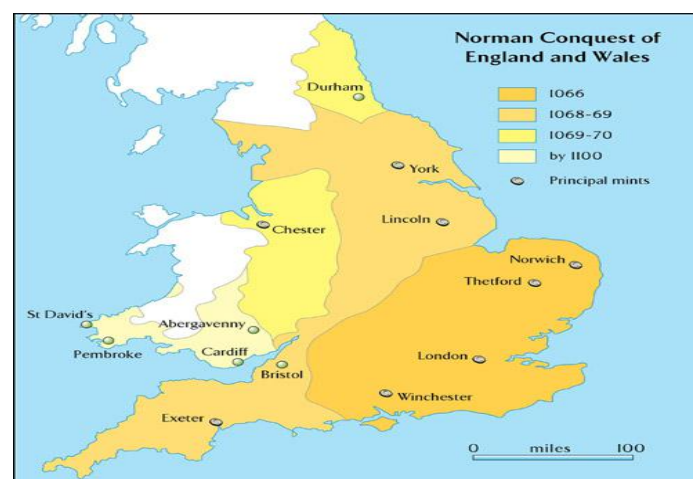 Norman Conquest of
England and Wales
1066
1068-69
1069-70
by 1100
Principal mints
Durham
York
Lincoln
Chester
Norwich
Thetford
St David's
Abergavenny
Pembroke
Cardiff
Bristol
London
Winchester
Exeter
0 miles 100